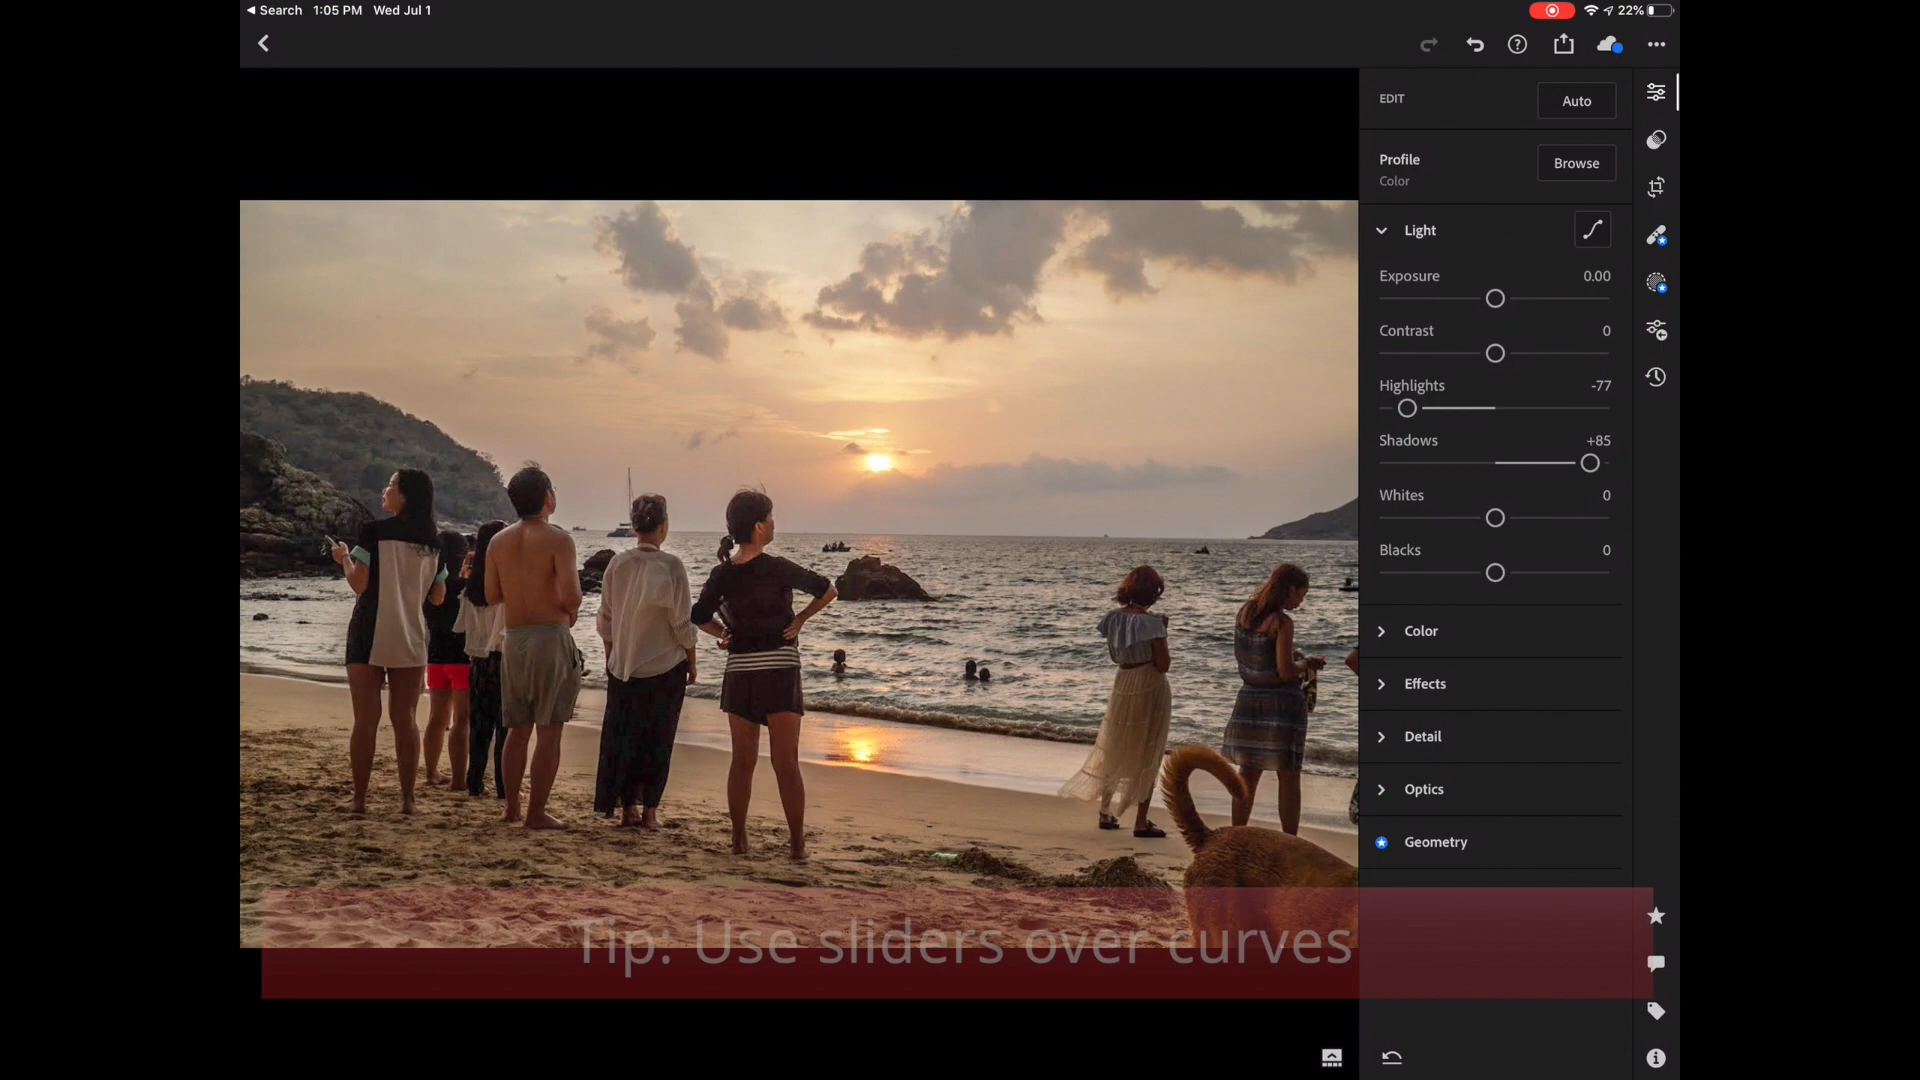 Search 1:05 PM Wed Jul 1 22%
EDIT Auto
Profile Browse
Color
Light
Exposure 0.00
Contrast 0
Highlights -77
Shadows +85
Whites 0
Blacks 0
Color
Effects
Detail
Optics
Geometry
Tip: Use sliders over curves